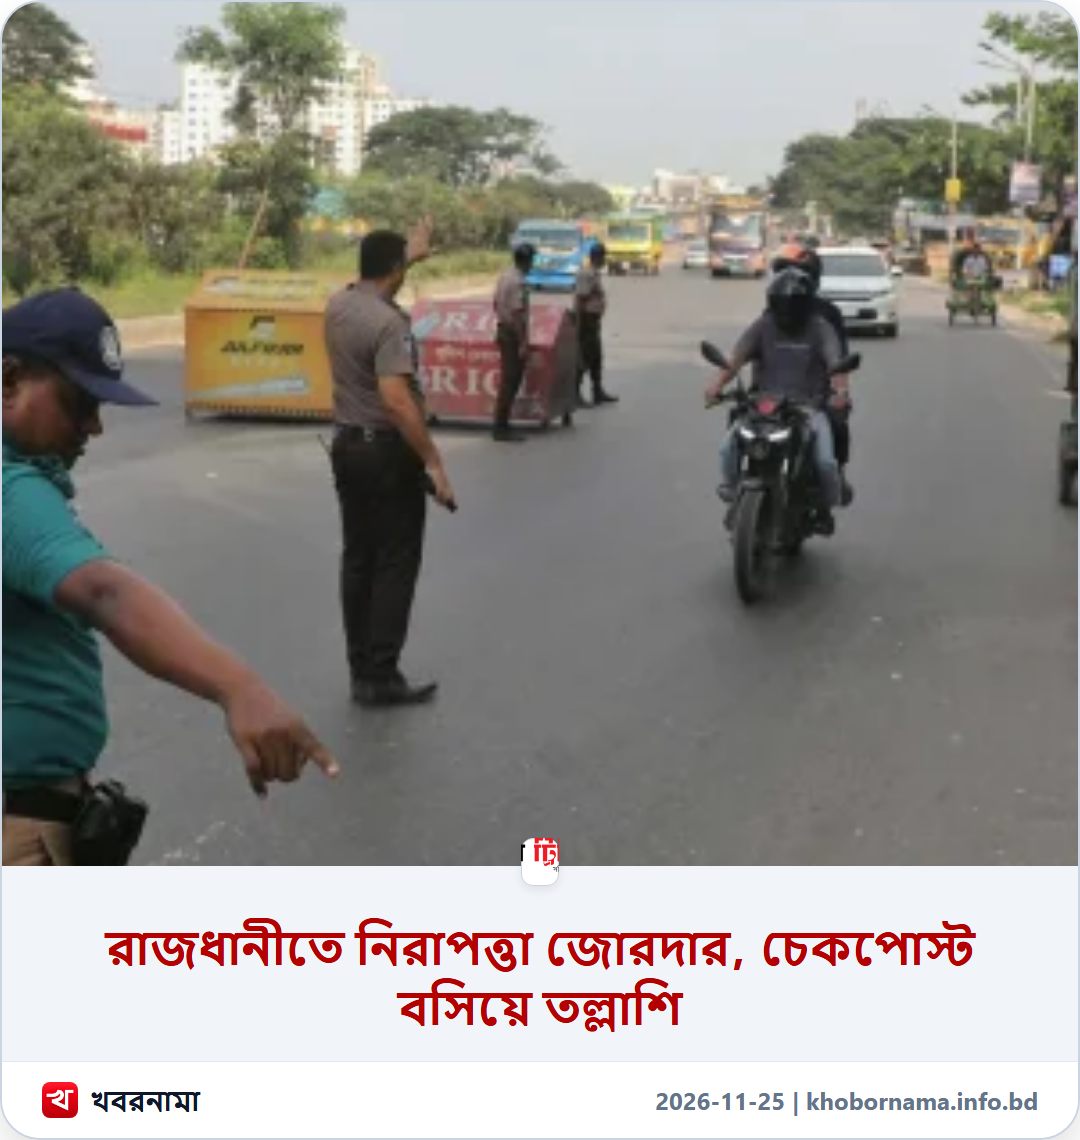 রাজধানীতে নিরাপত্তা জোরদার, চেকপোস্ট
বসিয়ে তল্লাশি
খ খবরনামা
2026-11-25 | khobornama.info.bd